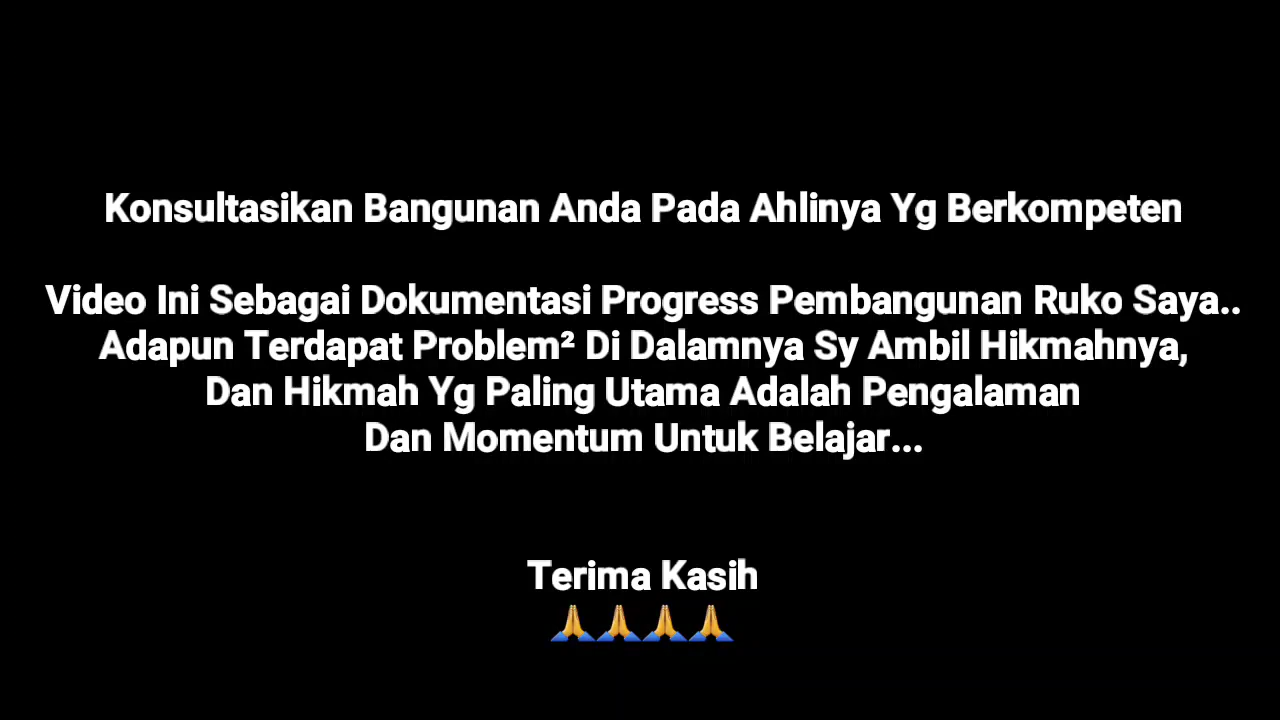 Konsultasikan Bangunan Anda Pada Ahlinya Yg Berkompeten
Video Ini Sebagai Dokumentasi Progress Pembangunan Ruko Saya..
Adapun Terdapat Problem² Di Dalamnya Sy Ambil Hikmahnya,
Dan Hikmah Yg Paling Utama Adalah Pengalaman
Dan Momentum Untuk Belajar...
Terima Kasih
🙏🙏🙏🙏